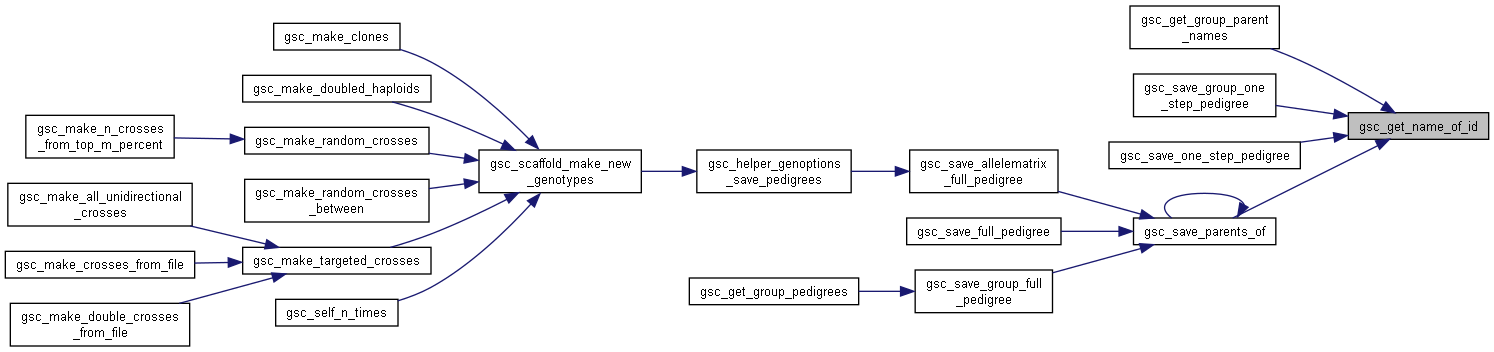 gsc_make_n_crosses
_from_top_m_percent
gsc_make_all_unidirectional
_crosses
gsc_make_crosses_from_file
gsc_make_double_crosses
_from_file
gsc_make_clones
gsc_make_doubled_haploids
gsc_make_random_crosses
gsc_make_random_crosses
_between
gsc_make_targeted_crosses
gsc_self_n_times
gsc_scaffold_make_new
_genotypes
gsc_helper_genoptions
_save_pedigrees
gsc_get_group_pedigrees
gsc_save_allelematrix
_full_pedigree
gsc_save_full_pedigree
gsc_save_group_full
_pedigree
gsc_get_group_parent
_names
gsc_save_group_one
_step_pedigree
gsc_save_one_step_pedigree
gsc_save_parents_of
gsc_get_name_of_id